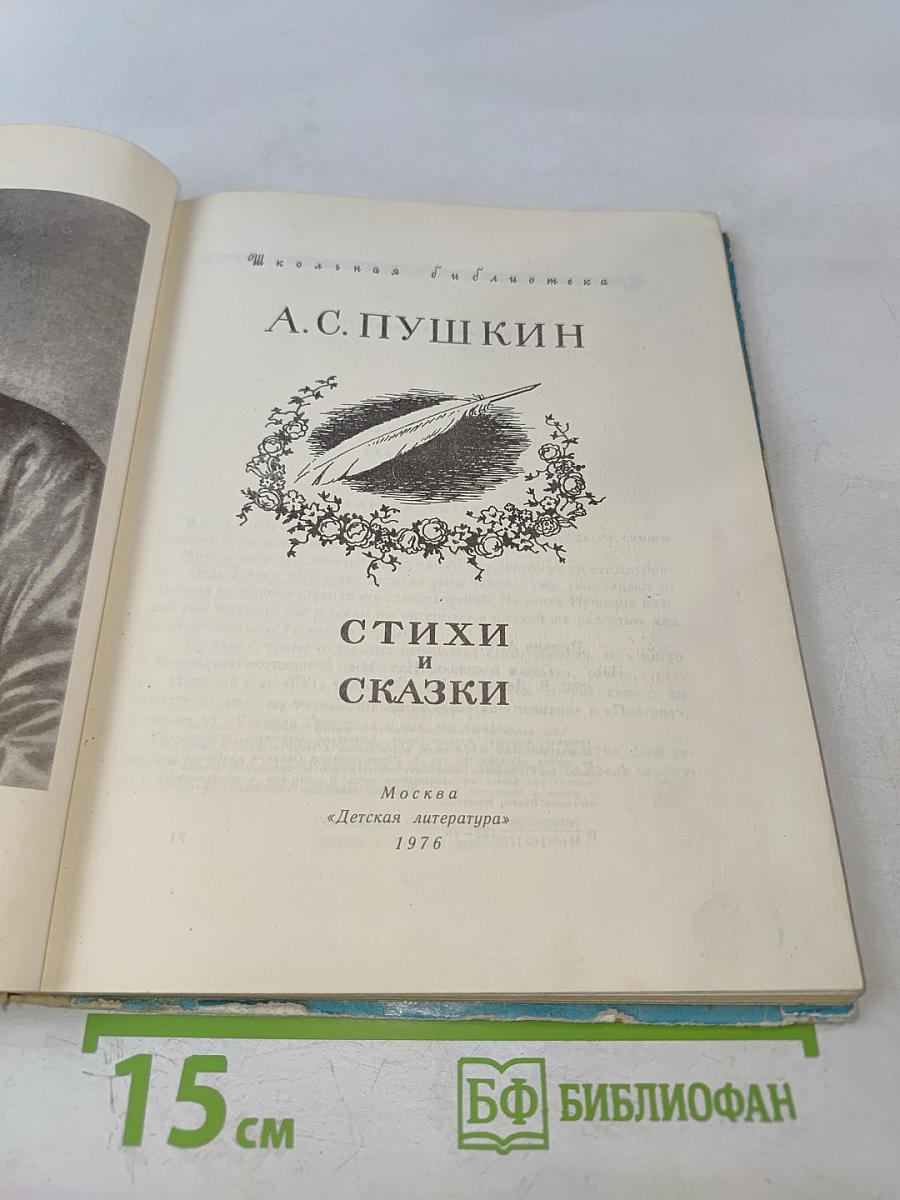 Школьная библиотека
А.С.ПУШКИН
СТИХИ
и
СКАЗКИ
Москва
«Детская литература»
1976
15 см
БФ БИБЛИОФАН